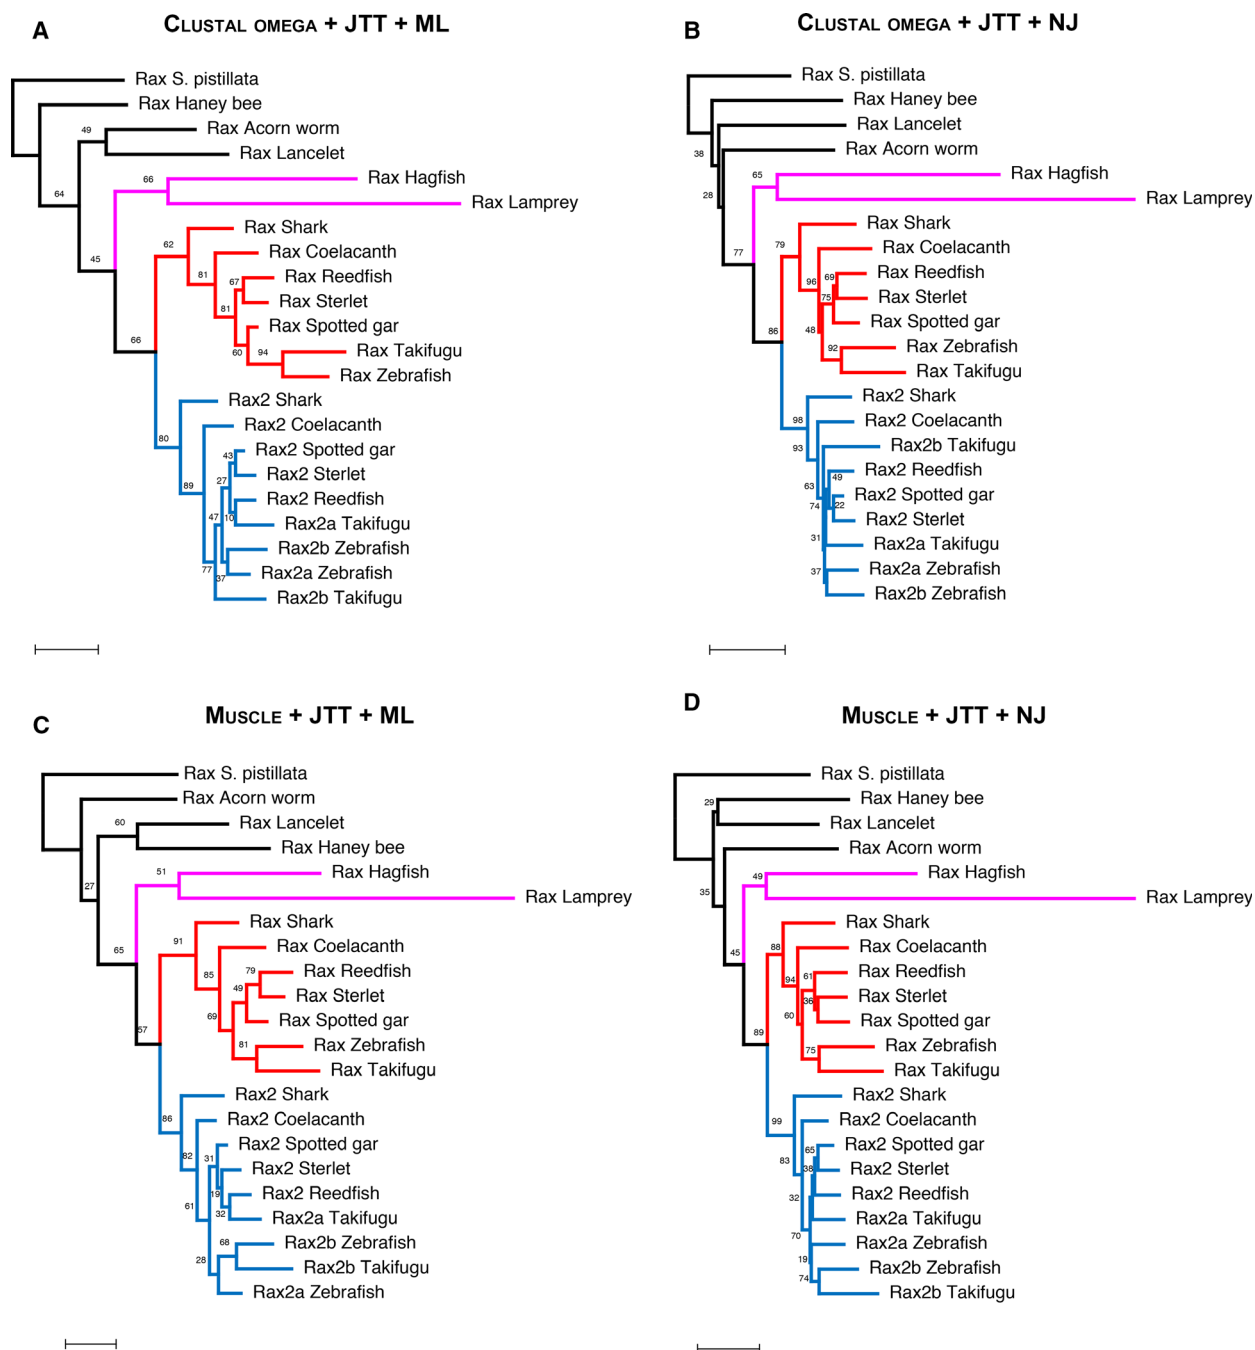 A
CLUSTAL OMEGA + JTT + ML
Rax S. pistillata
Rax Haney bee
49
Rax Acorn worm
Rax Lancelet
64
66
Rax Hagfish
Rax Lamprey
45
62
Rax Shark
81
Rax Coelacanth
67
Rax Reedfish
Rax Sterlet
81
Rax Spotted gar
60
94
Rax Takifugu
Rax Zebrafish
66
80
Rax2 Shark
89
Rax2 Coelacanth
43
Rax2 Spotted gar
Rax2 Sterlet
27
Rax2 Reedfish
10
Rax2a Takifugu
47
Rax2b Zebrafish
37
Rax2a Zebrafish
77
Rax2b Takifugu
B
CLUSTAL OMEGA + JTT + NJ
Rax S. pistillata
Rax Haney bee
38
Rax Lancelet
Rax Acorn worm
28
65
Rax Hagfish
Rax Lamprey
77
79
Rax Shark
96
Rax Coelacanth
69
Rax Reedfish
75
Rax Sterlet
Rax Spotted gar
48
92
Rax Zebrafish
Rax Takifugu
86
98
Rax2 Shark
93
Rax2 Coelacanth
Rax2b Takifugu
63
49
Rax2 Reedfish
74
22
Rax2 Spotted gar
Rax2 Sterlet
31
Rax2a Takifugu
37
Rax2a Zebrafish
Rax2b Zebrafish
C
MUSCLE + JTT + ML
Rax S. pistillata
Rax Acorn worm
60
Rax Lancelet
Rax Haney bee
27
51
Rax Hagfish
Rax Lamprey
65
91
Rax Shark
85
Rax Coelacanth
79
Rax Reedfish
49
Rax Sterlet
Rax Spotted gar
69
81
Rax Zebrafish
Rax Takifugu
57
86
Rax2 Shark
82
Rax2 Coelacanth
31
Rax2 Spotted gar
19
Rax2 Sterlet
Rax2 Reedfish
32
Rax2a Takifugu
61
68
Rax2b Zebrafish
28
Rax2b Takifugu
Rax2a Zebrafish
D
MUSCLE + JTT + NJ
Rax S. pistillata
29
Rax Haney bee
Rax Lancelet
Rax Acorn worm
35
49
Rax Hagfish
Rax Lamprey
45
88
Rax Shark
94
Rax Coelacanth
61
Rax Reedfish
36
Rax Sterlet
Rax Spotted gar
60
75
Rax Zebrafish
Rax Takifugu
89
99
Rax2 Shark
83
Rax2 Coelacanth
65
Rax2 Spotted gar
38
Rax2 Sterlet
32
Rax2 Reedfish
Rax2a Takifugu
70
Rax2a Zebrafish
19
Rax2b Zebrafish
74
Rax2b Takifugu